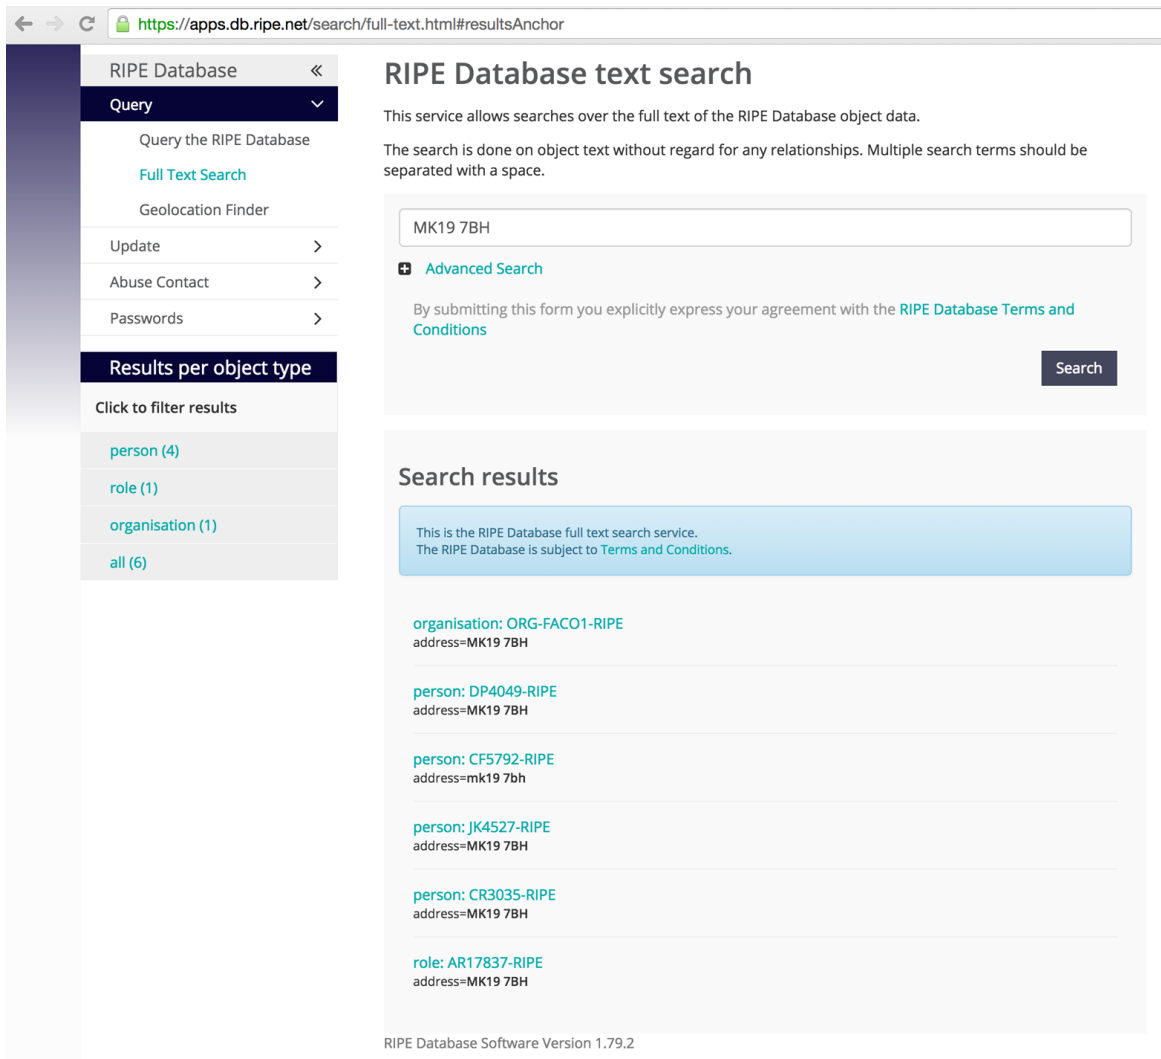 https://apps.db.ripe.net/search/full-text.html#resultsAnchor
RIPE Database
Query
Query the RIPE Database
Full Text Search
Geolocation Finder
Update
Abuse Contact
Passwords
Results per object type
Click to filter results
person (4)
role (1)
organisation (1)
all (6)
RIPE Database text search
This service allows searches over the full text of the RIPE Database object data.
The search is done on object text without regard for any relationships. Multiple search terms should be
separated with a space.
MK19 7BH
Advanced Search
By submitting this form you explicitly express your agreement with the RIPE Database Terms and
Conditions
Search
Search results
This is the RIPE Database full text search service.
The RIPE Database is subject to Terms and Conditions.
organisation: ORG-FACO1-RIPE
address=MK19 7BH
person: DP4049-RIPE
address=MK19 7BH
person: CF5792-RIPE
address=mk19 7bh
person: JK4527-RIPE
address=MK19 7BH
person: CR3035-RIPE
address=MK19 7BH
role: AR17837-RIPE
address=MK19 7BH
RIPE Database Software Version 1.79.2